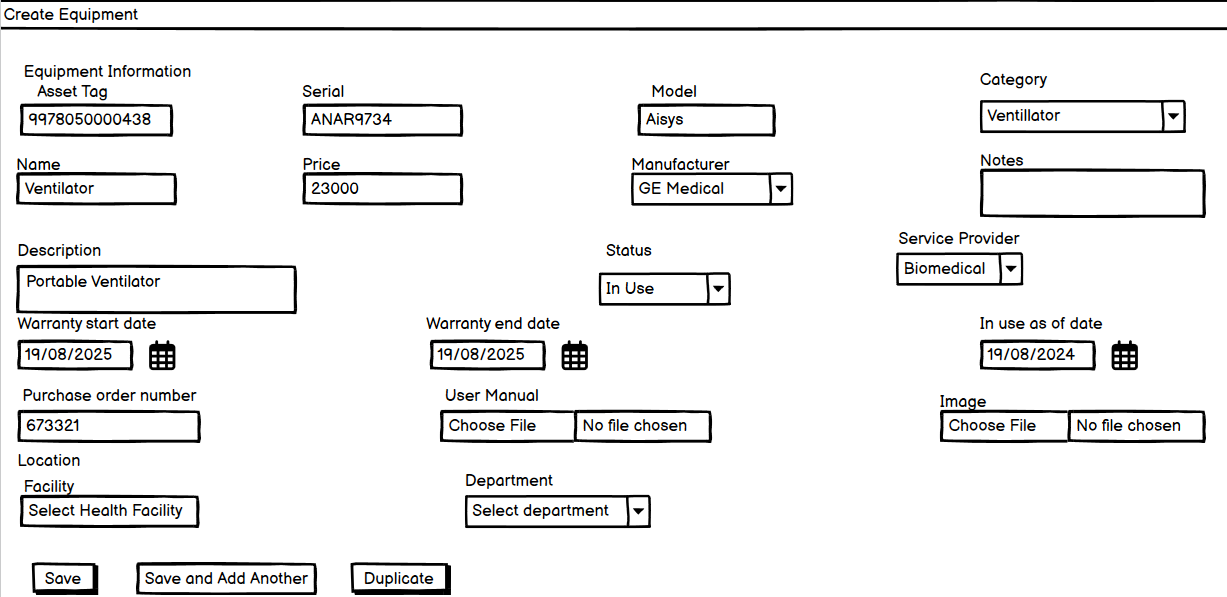 Create Equipment
Equipment Information
Asset Tag
Serial
Model
Category
9978050000438
ANAR9734
Aisys
Ventillator
Name
Price
Manufacturer
Notes
Ventilator
23000
GE Medical
Description
Status
Service Provider
Portable Ventilator
In Use
Biomedical
Warranty start date
Warranty end date
In use as of date
19/08/2025
19/08/2025
19/08/2024
Purchase order number
User Manual
Image
673321
Choose File
No file chosen
Choose File
No file chosen
Location
Facility
Department
Select Health Facility
Select department
Save
Save and Add Another
Duplicate